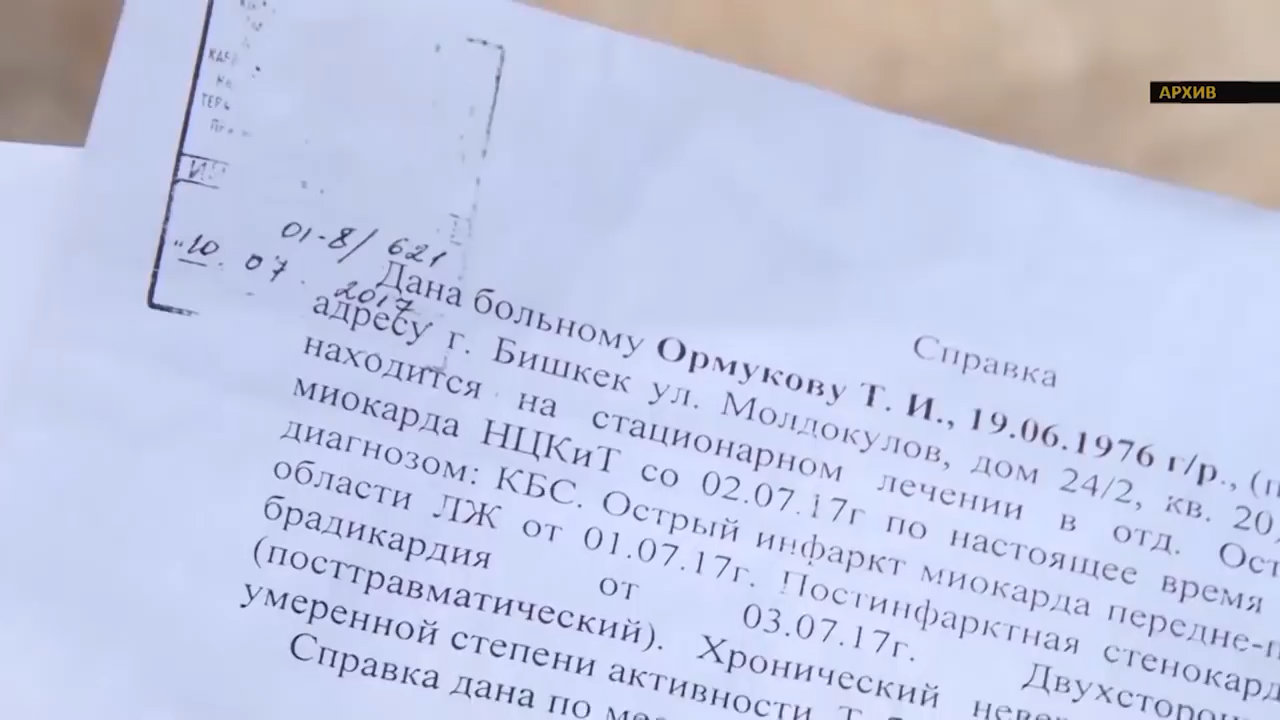 АРХИВ
01-8/ 621
"10. 07. 2017
Справка
Дана больному Ормукову Т. И., 19.06.1976 г/р., (п
адресу г. Бишкек ул. Молдокулов, дом 24/2, кв. 20
находится на стационарном лечении в отд. Ост
миокарда НЦКиТ со 02.07.17г по настоящее время
диагнозом: КБС. Острый инфаркт миокарда передне-п
области ЛЖ от 01.07.17г. Постинфарктная стенокард
брадикардия от 03.07.17г. Двухсторон
(посттравматический). Хронический
умеренной степени активности.
Справка дана по